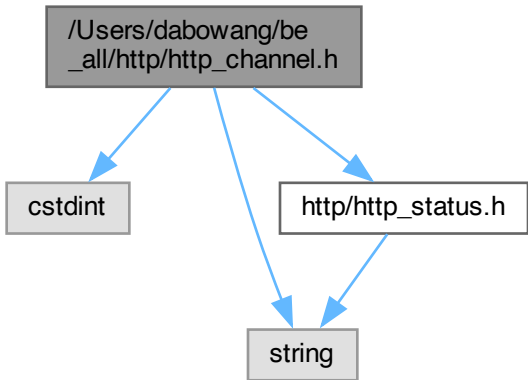 /Users/dabowang/be
_all/http/http_channel.h
cstdint
http/http_status.h
string